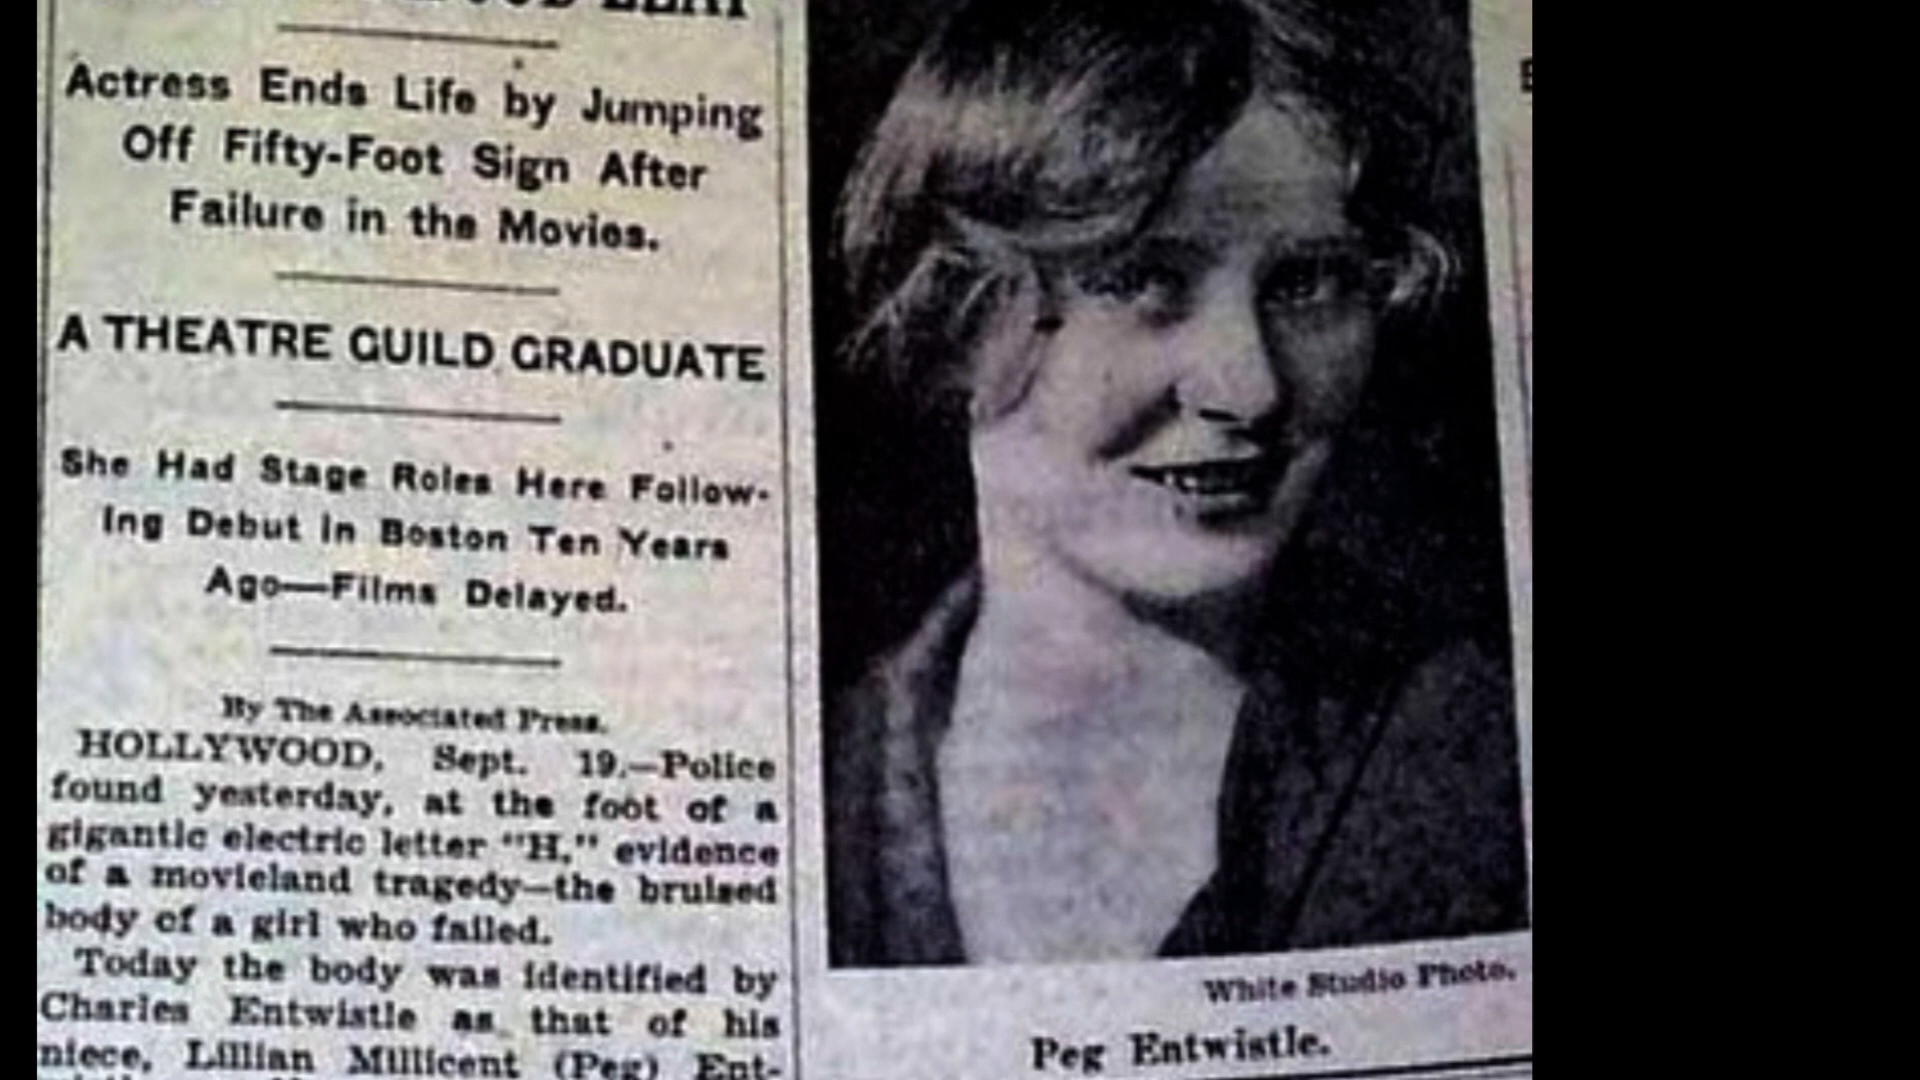 Actress Ends Life by Jumping
Off Fifty-Foot Sign After
Failure in the Movies.
A THEATRE GUILD GRADUATE
She Had Stage Roles Here Follow-
ing Debut in Boston Ten Years
Ago—Films Delayed.
By The Associated Press.
HOLLYWOOD, Sept. 19.—Police
found yesterday, at the foot of a
gigantic electric letter "H," evidence
of a movieland tragedy—the bruised
body of a girl who failed.
Today the body was identified by
Charles Entwistle as that of his
niece, Lillian Millicent (Peg) Ent-
White Studio Photo.
Peg Entwistle.